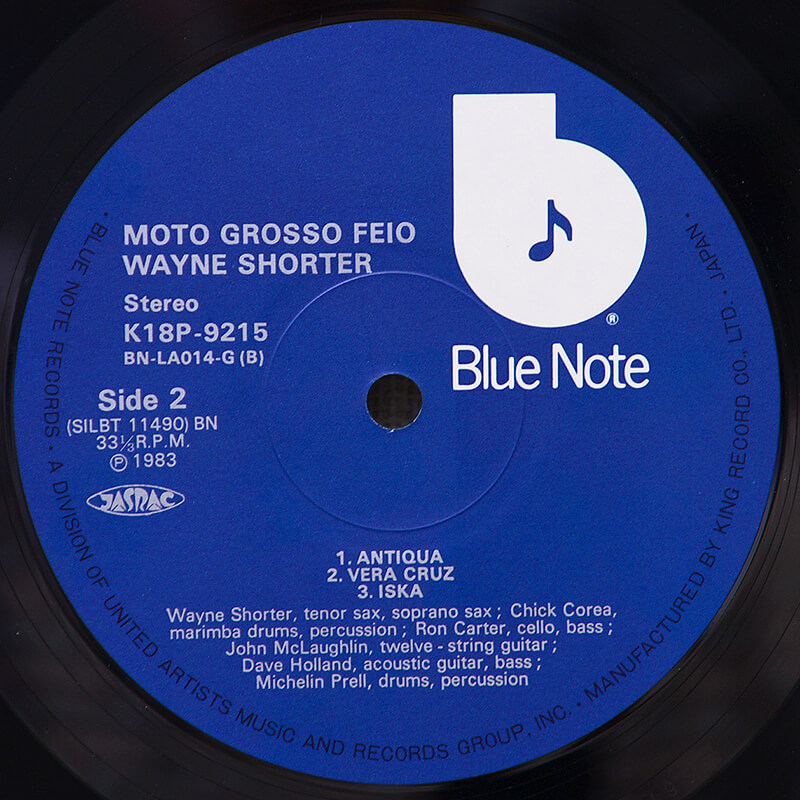 MOTO GROSSO FEIO
WAYNE SHORTER
Stereo
K18P-9215
BN-LA014-G (B)
Side 2
(SILBT 11490) BN
33⅓R.P.M.
℗ 1983
JASRAC
®
Blue Note
1. ANTIQUA
2. VERA CRUZ
3. ISKA
Wayne Shorter, tenor sax, soprano sax ; Chick Corea,
marimba drums, percussion ; Ron Carter, cello, bass ;
John McLaughlin, twelve - string guitar ;
Dave Holland, acoustic guitar, bass ;
Michelin Prell, drums, percussion
• BLUE NOTE RECORDS • A DIVISION OF UNITED ARTISTS MUSIC AND RECORDS GROUP, INC. • MANUFACTURED BY KING RECORD CO., LTD. • JAPAN •